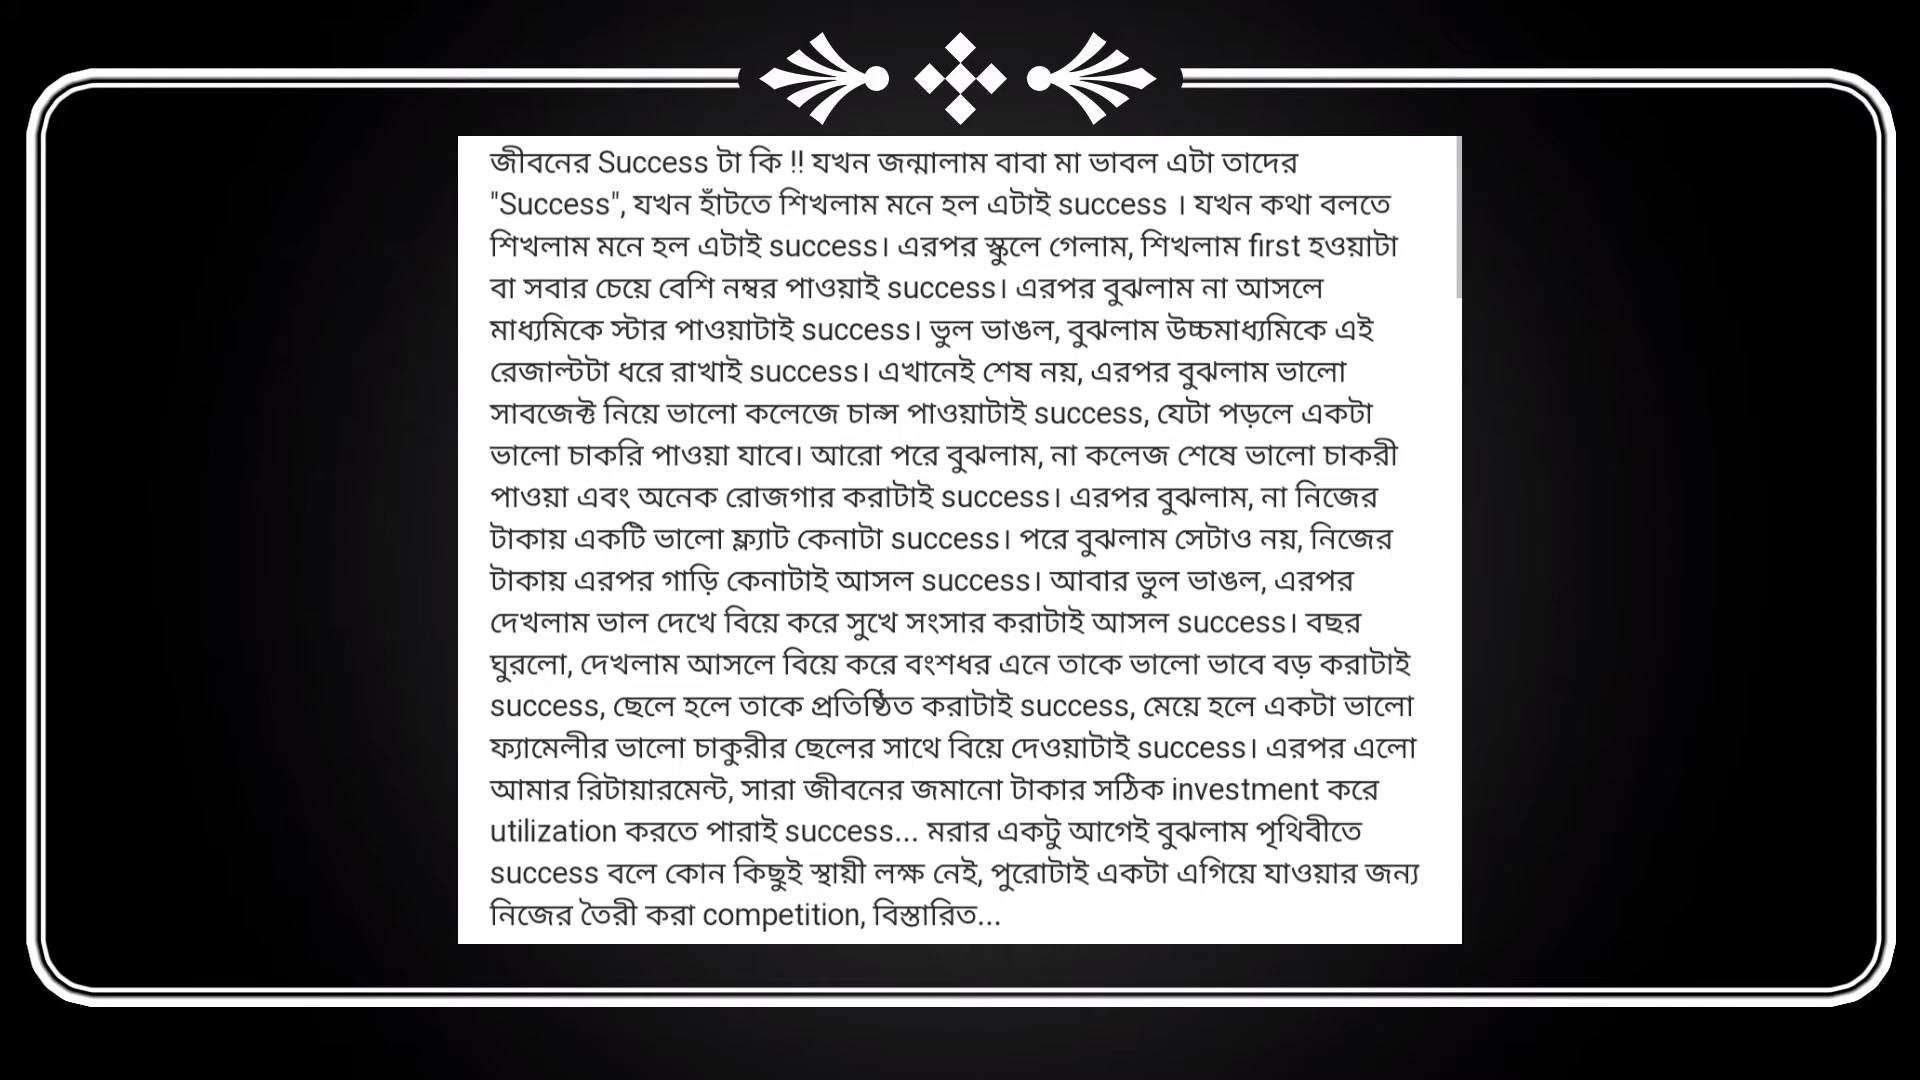 জীবনের Success টা কি !! যখন জন্মালাম বাবা মা ভাবল এটা তাদের
"Success", যখন হাঁটতে শিখলাম মনে হল এটাই success । যখন কথা বলতে
শিখলাম মনে হল এটাই success। এরপর স্কুলে গেলাম, শিখলাম first হওয়াটা
বা সবার চেয়ে বেশি নম্বর পাওয়াই success। এরপর বুঝলাম না আসলে
মাধ্যমিকে স্টার পাওয়াটাই success। ভুল ভাঙল, বুঝলাম উচ্চমাধ্যমিকে এই
রেজাল্টটা ধরে রাখাই success। এখানেই শেষ নয়, এরপর বুঝলাম ভালো
সাবজেক্ট নিয়ে ভালো কলেজে চান্স পাওয়াটাই success, যেটা পড়লে একটা
ভালো চাকরি পাওয়া যাবে। আরো পরে বুঝলাম, না কলেজ শেষে ভালো চাকরী
পাওয়া এবং অনেক রোজগার করাটাই success। এরপর বুঝলাম, না নিজের
টাকায় একটি ভালো ফ্ল্যাট কেনাটা success। পরে বুঝলাম সেটাও নয়, নিজের
টাকায় এরপর গাড়ি কেনাটাই আসল success। আবার ভুল ভাঙল, এরপর
দেখলাম ভাল দেখে বিয়ে করে সুখে সংসার করাটাই আসল success। বছর
ঘুরলো, দেখলাম আসলে বিয়ে করে বংশধর এনে তাকে ভালো ভাবে বড় করাটাই
success, ছেলে হলে তাকে প্রতিষ্ঠিত করাটাই success, মেয়ে হলে একটা ভালো
ফ্যামেলীর ভালো চাকুরীর ছেলের সাথে বিয়ে দেওয়াটাই success। এরপর এলো
আমার রিটায়ারমেন্ট, সারা জীবনের জমানো টাকার সঠিক investment করে
utilization করতে পারাই success... মরার একটু আগেই বুঝলাম পৃথিবীতে
success বলে কোন কিছুই স্থায়ী লক্ষ নেই, পুরোটাই একটা এগিয়ে যাওয়ার জন্য
নিজের তৈরী করা competition, বিস্তারিত...